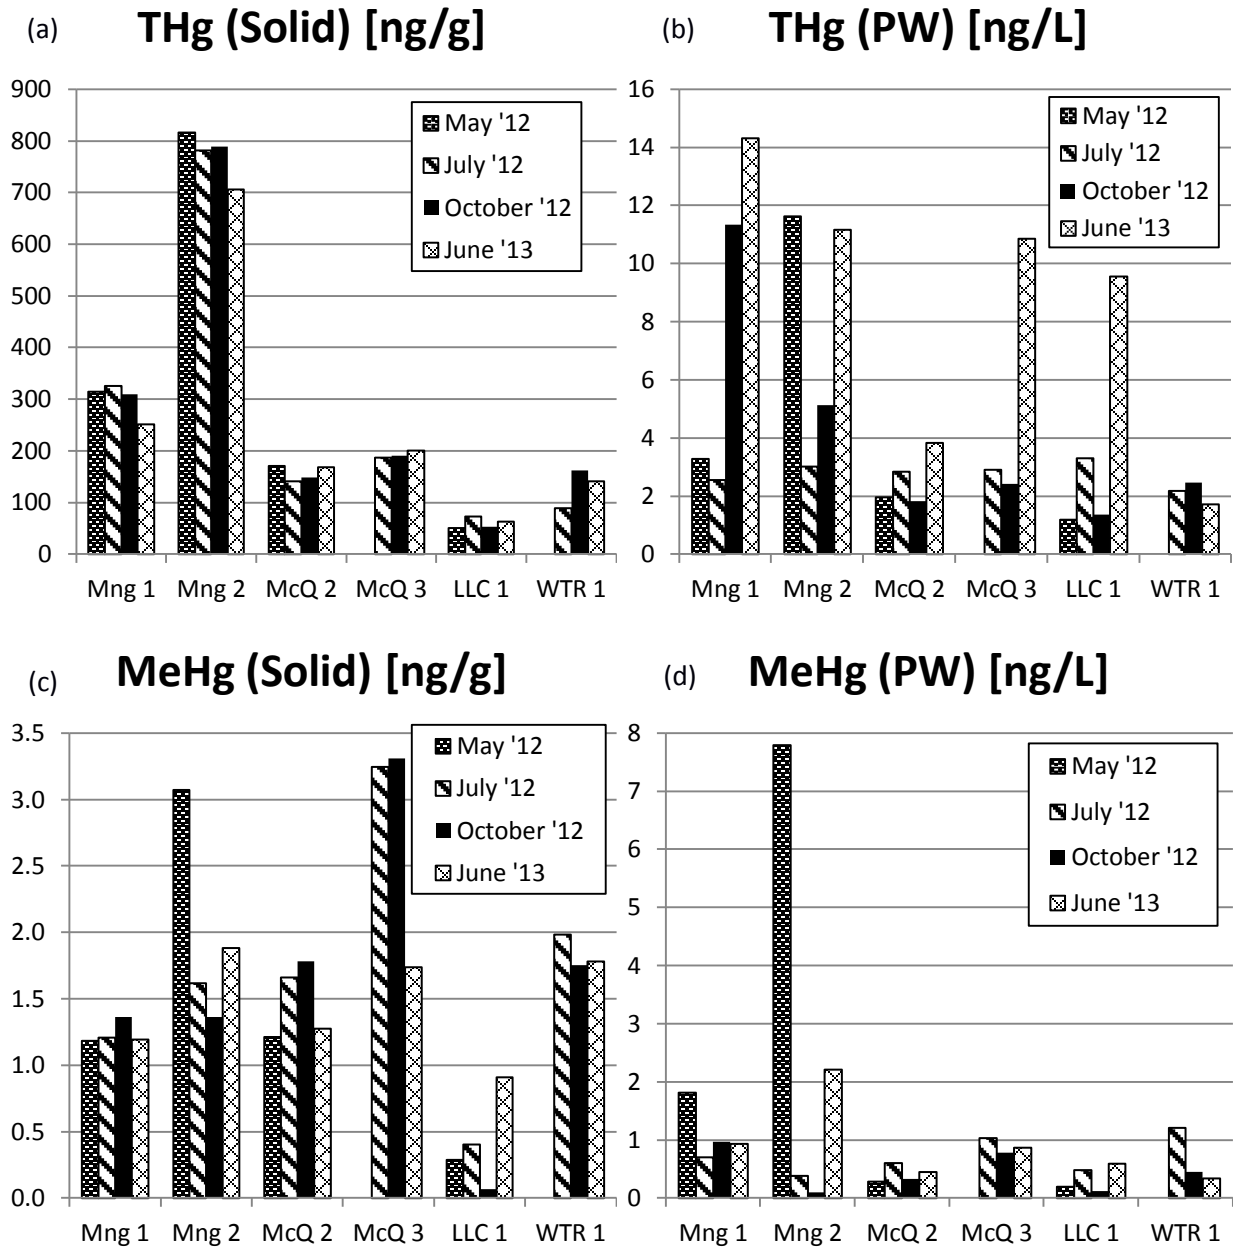 (a) THg (Solid) [ng/g]
900
800
700
600
500
400
300
200
100
0
May '12
July '12
October '12
June '13
Mng 1 Mng 2 McQ 2 McQ 3 LLC 1 WTR 1
(b) THg (PW) [ng/L]
16
14
12
10
8
6
4
2
0
May '12
July '12
October '12
June '13
Mng 1 Mng 2 McQ 2 McQ 3 LLC 1 WTR 1
(c) MeHg (Solid) [ng/g]
3.5
3.0
2.5
2.0
1.5
1.0
0.5
0.0
May '12
July '12
October '12
June '13
Mng 1 Mng 2 McQ 2 McQ 3 LLC 1 WTR 1
(d) MeHg (PW) [ng/L]
8
7
6
5
4
3
2
1
0
May '12
July '12
October '12
June '13
Mng 1 Mng 2 McQ 2 McQ 3 LLC 1 WTR 1